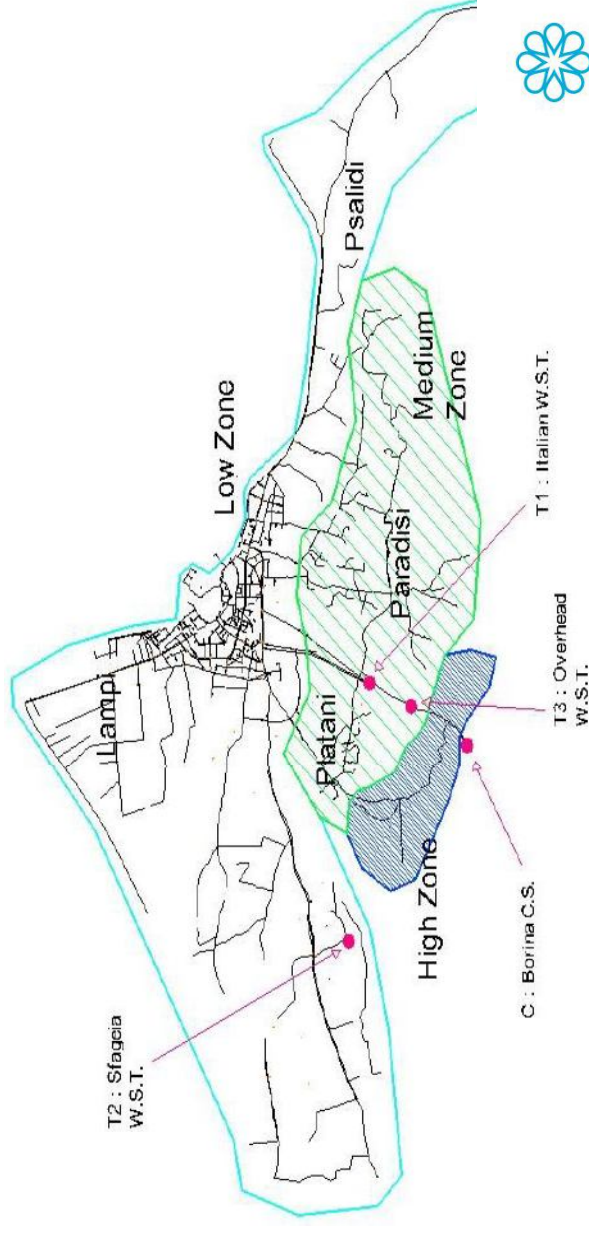 T2 : Sfageia
W.S.T.
Lampi
Low Zone
Psalidi
Platani
Paradisi
Medium
Zone
High Zone
C : Borina C.S.
T3 : Overhead
W.S.T.
T1 : Italian W.S.T.